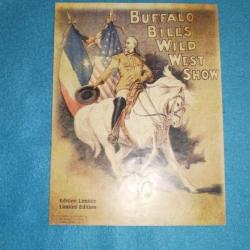 BUFFALO
BILL'S
WILD
WEST
SHOW
Edition Limitée
Limited Edition